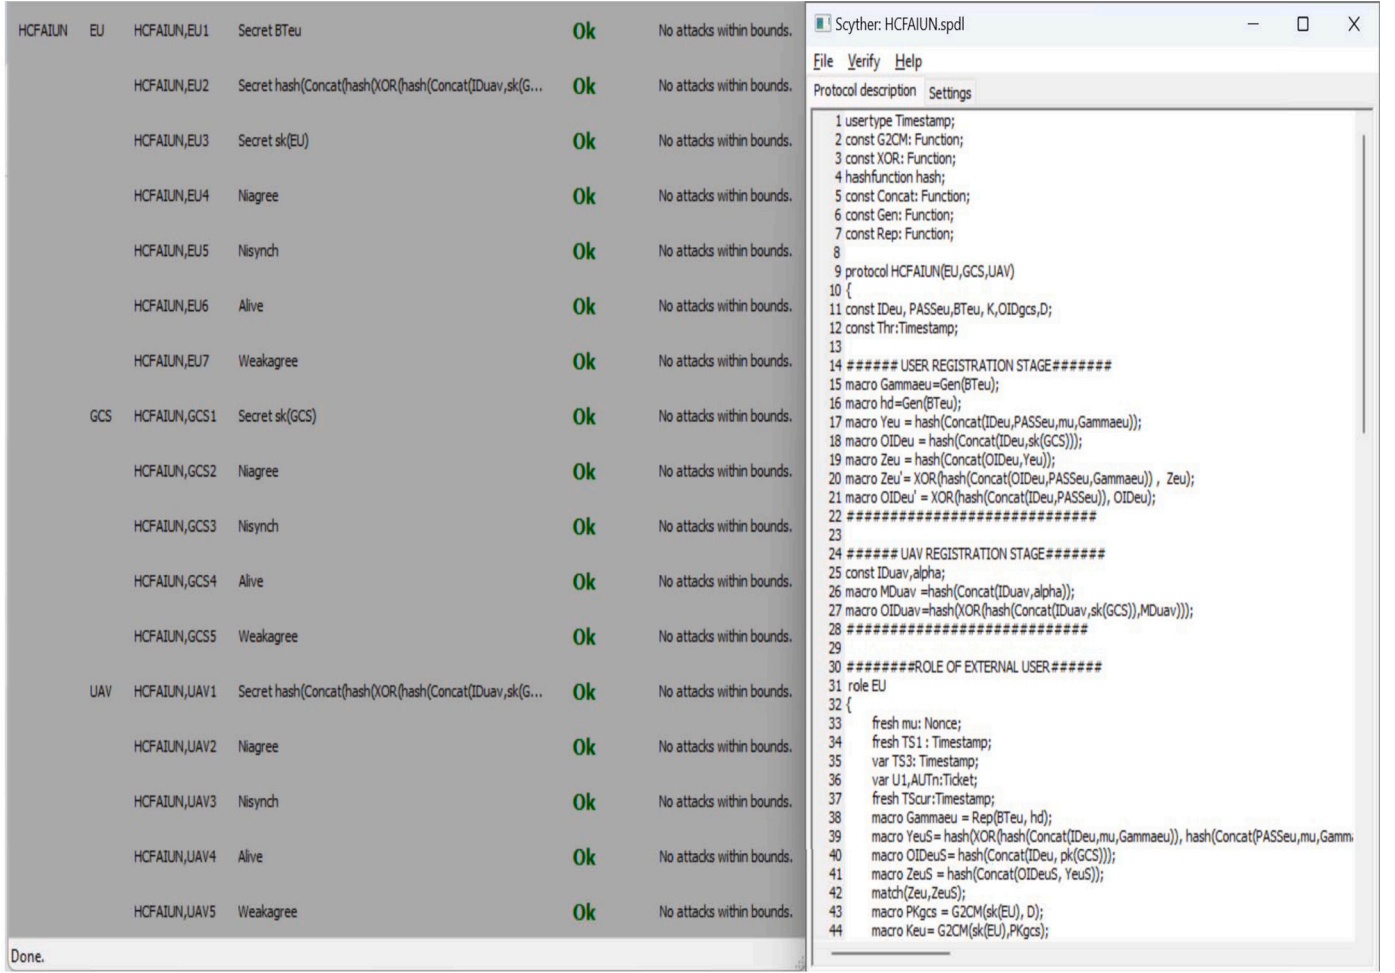 HCFAIUN EU HCFAIUN,EU1 Secret BTeu Ok No attacks within bounds.
HCFAIUN,EU2 Secret hash(Concat(hash(XOR(hash(Concat(IDuav,sk(G... Ok No attacks within bounds.
HCFAIUN,EU3 Secret sk(EU) Ok No attacks within bounds.
HCFAIUN,EU4 Niagree Ok No attacks within bounds.
HCFAIUN,EU5 Nisynch Ok No attacks within bounds.
HCFAIUN,EU6 Alive Ok No attacks within bounds.
HCFAIUN,EU7 Weakagree Ok No attacks within bounds.
GCS HCFAIUN,GCS1 Secret sk(GCS) Ok No attacks within bounds.
HCFAIUN,GCS2 Niagree Ok No attacks within bounds.
HCFAIUN,GCS3 Nisynch Ok No attacks within bounds.
HCFAIUN,GCS4 Alive Ok No attacks within bounds.
HCFAIUN,GCS5 Weakagree Ok No attacks within bounds.
UAV HCFAIUN,UAV1 Secret hash(Concat(hash(XOR(hash(Concat(IDuav,sk(G... Ok No attacks within bounds.
HCFAIUN,UAV2 Niagree Ok No attacks within bounds.
HCFAIUN,UAV3 Nisynch Ok No attacks within bounds.
HCFAIUN,UAV4 Alive Ok No attacks within bounds.
HCFAIUN,UAV5 Weakagree Ok No attacks within bounds.
Done.
Scyther: HCFAIUN.spdl
File Verify Help
Protocol description Settings
1 usertype Timestamp;
2 const G2CM: Function;
3 const XOR: Function;
4 hashfunction hash;
5 const Concat: Function;
6 const Gen: Function;
7 const Rep: Function;
8
9 protocol HCFAIUN(EU,GCS,UAV)
10 {
11 const IDeu, PASSeu,BTeu, K,OIDgcs,D;
12 const Thr:Timestamp;
13
14 ###### USER REGISTRATION STAGE#######
15 macro Gammaeu=Gen(BTeu);
16 macro hd=Gen(BTeu);
17 macro Yeu = hash(Concat(IDeu,PASSeu,mu,Gammaeu));
18 macro OIDeu = hash(Concat(IDeu,sk(GCS)));
19 macro Zeu = hash(Concat(OIDeu,Yeu));
20 macro Zeu'= XOR(hash(Concat(OIDeu,PASSeu,Gammaeu)) , Zeu);
21 macro OIDeu' = XOR(hash(Concat(IDeu,PASSeu)), OIDeu);
22 #############################
23
24 ###### UAV REGISTRATION STAGE#######
25 const IDuav,alpha;
26 macro MDuav =hash(Concat(IDuav,alpha));
27 macro OIDuav=hash(XOR(hash(Concat(IDuav,sk(GCS)),MDuav)));
28 ############################
29
30 ########ROLE OF EXTERNAL USER######
31 role EU
32 {
33 fresh mu: Nonce;
34 fresh TS1 : Timestamp;
35 var TS3: Timestamp;
36 var U1,AUTn:Ticket;
37 fresh TScur:Timestamp;
38 macro Gammaeu = Rep(BTeu, hd);
39 macro YeuS= hash(XOR(hash(Concat(IDeu,mu,Gammaeu)), hash(Concat(PASSeu,mu,Gamm
40 macro OIDeuS= hash(Concat(IDeu, pk(GCS)));
41 macro ZeuS = hash(Concat(OIDeuS, YeuS));
42 match(Zeu,ZeuS);
43 macro PKgcs = G2CM(sk(EU), D);
44 macro Keu= G2CM(sk(EU),PKgcs);